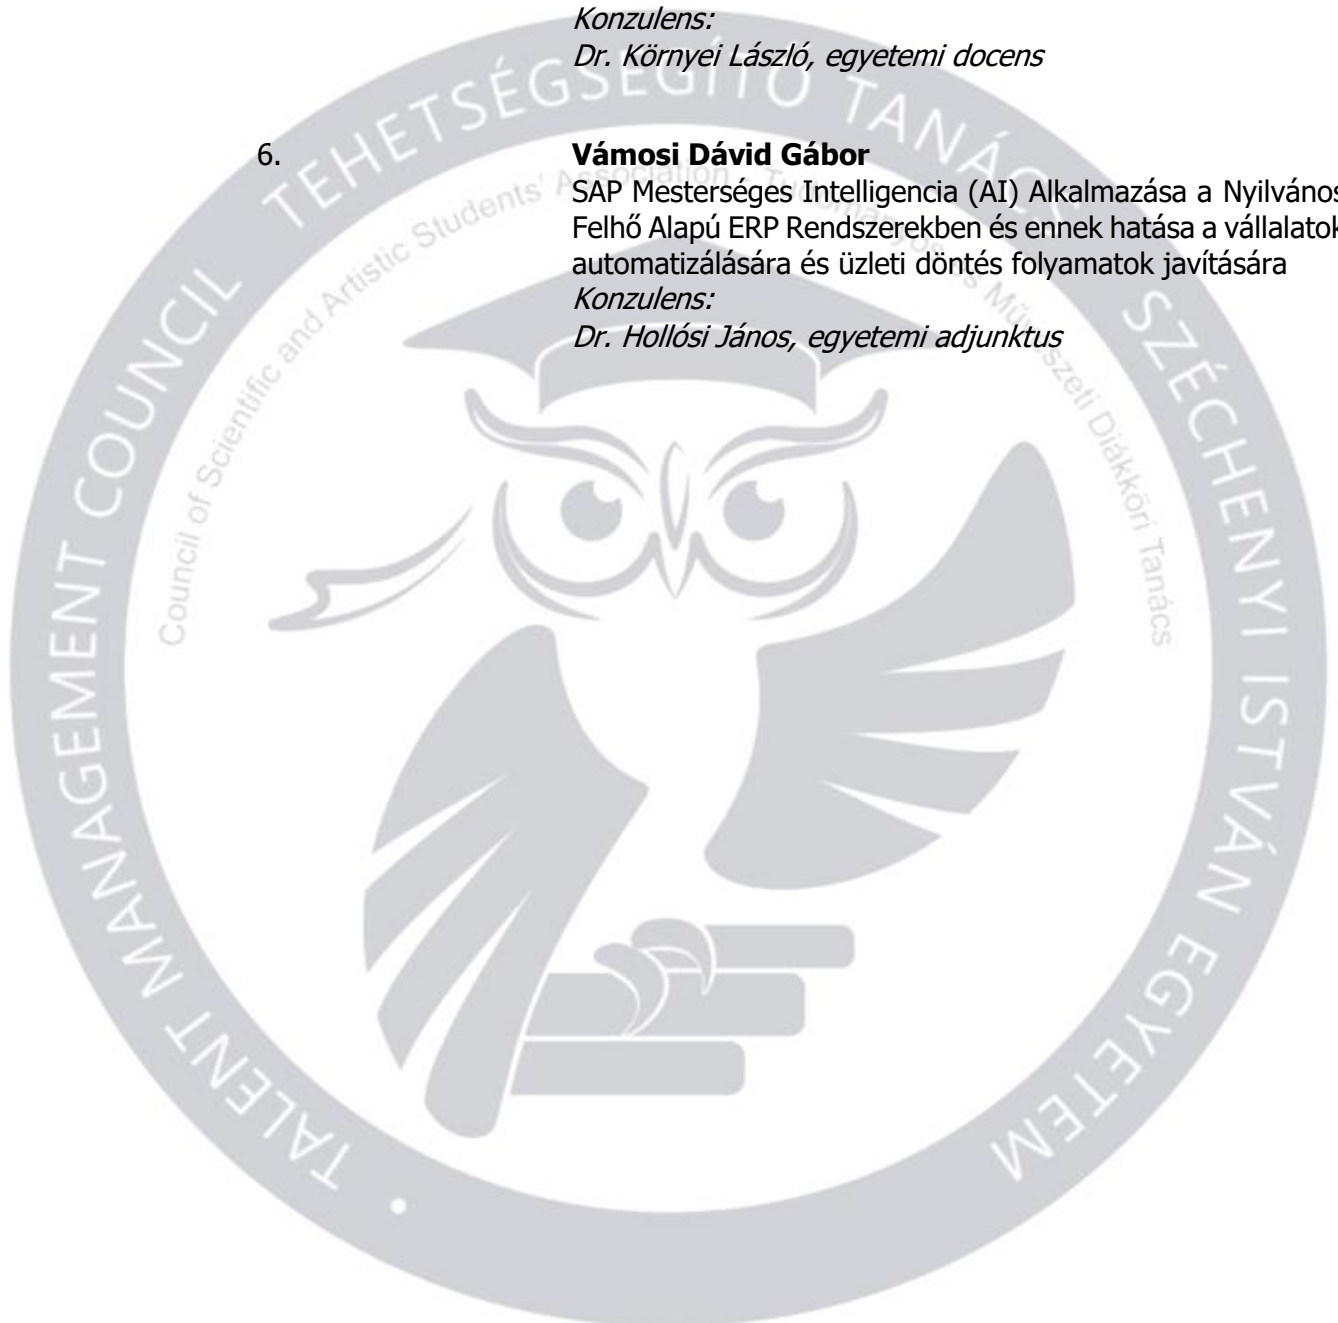 Konzulens:
Dr. Környei László, egyetemi docens
6. Vámosi Dávid Gábor
SAP Mesterséges Intelligencia (AI) Alkalmazása a Nyilvános
Felhő Alapú ERP Rendszerekben és ennek hatása a vállalatok
automatizálására és üzleti döntés folyamatok javítására
Konzulens:
Dr. Hollósi János, egyetemi adjunktus
TEHETSÉGSEGÍTŐ TANÁCS SZÉCHENYI ISTVÁN EGYETEM
TALENT MANAGEMENT COUNCIL
Council of Scientific and Artistic Students' Association - Tudományos és Művészeti Diákköri Tanács